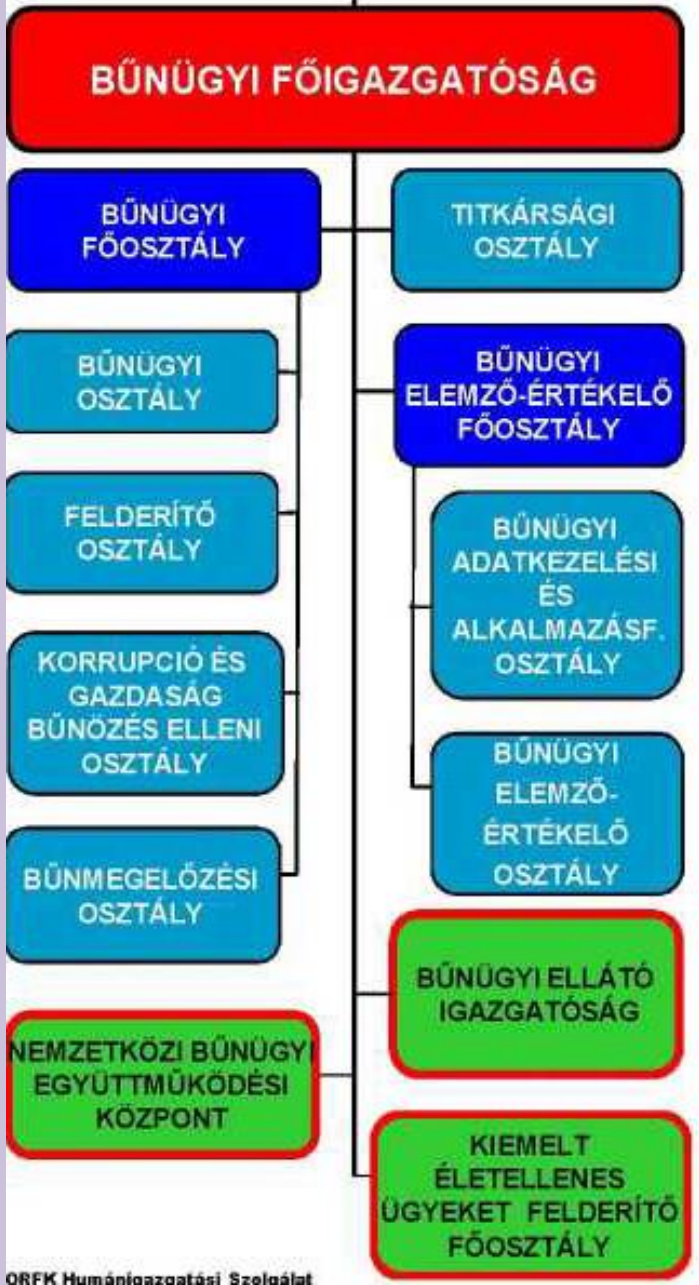 BŰNÜGYI FŐIGAZGATÓSÁG
BŰNÜGYI
FŐOSZTÁLY
TITKÁRSÁGI
OSZTÁLY
BŰNÜGYI
OSZTÁLY
FELDERÍTŐ
OSZTÁLY
KORRUPCIÓ ÉS
GAZDASÁG
BŰNÖZÉS ELLENI
OSZTÁLY
BŰNMEGELŐZÉSI
OSZTÁLY
BŰNÜGYI
ELEMZŐ-ÉRTÉKELŐ
FŐOSZTÁLY
BŰNÜGYI
ADATKEZELÉSI
ÉS
ALKALMAZÁSF.
OSZTÁLY
BŰNÜGYI
ELEMZŐ-
ÉRTÉKELŐ
OSZTÁLY
BŰNÜGYI ELLÁTÓ
IGAZGATÓSÁG
NEMZETKÖZI BŰNÜGYI
EGYÜTTMŰKÖDÉSI
KÖZPONT
KIEMELT
ÉLETELLENES
ÜGYEKET FELDERÍTŐ
FŐOSZTÁLY
ORFK Humánigazgatási Szolgálat